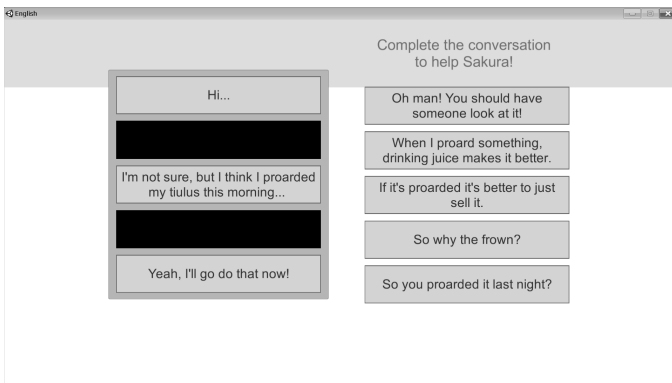 English
Complete the conversation
to help Sakura!
Hi...
I'm not sure, but I think I proarded
my tiulus this morning...
Yeah, I'll go do that now!
Oh man! You should have
someone look at it!
When I proard something,
drinking juice makes it better.
If it's proarded it's better to just
sell it.
So why the frown?
So you proarded it last night?